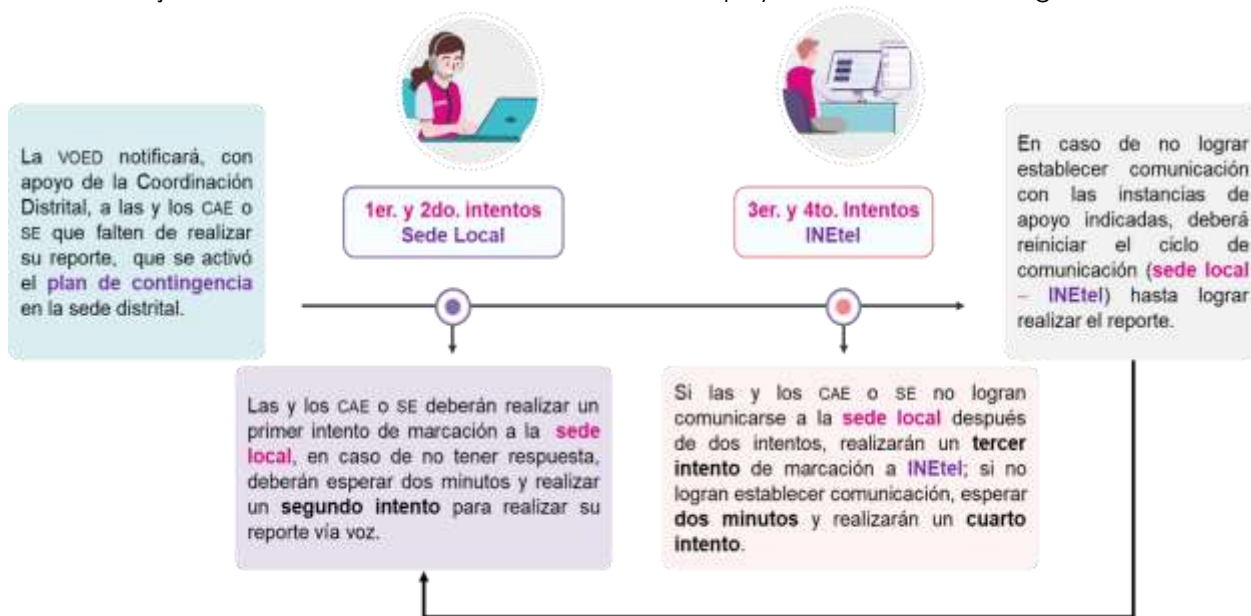 La VOED notificará, con
apoyo de la Coordinación
Distrital, a las y los CAE o
SE que falten de realizar
su reporte, que se activó
el plan de contingencia
en la sede distrital.
1er. y 2do. intentos
Sede Local
3er. y 4to. Intentos
INEtel
En caso de no lograr
establecer comunicación
con las instancias de
apoyo indicadas, deberá
reiniciar el ciclo de
comunicación (sede local
– INEtel) hasta lograr
realizar el reporte.
Las y los CAE o SE deberán realizar un
primer intento de marcación a la sede
local, en caso de no tener respuesta,
deberán esperar dos minutos y realizar
un segundo intento para realizar su
reporte vía voz.
Si las y los CAE o SE no logran
comunicarse a la sede local después
de dos intentos, realizarán un tercer
intento de marcación a INEtel; si no
logran establecer comunicación, esperar
dos minutos y realizarán un cuarto
intento.